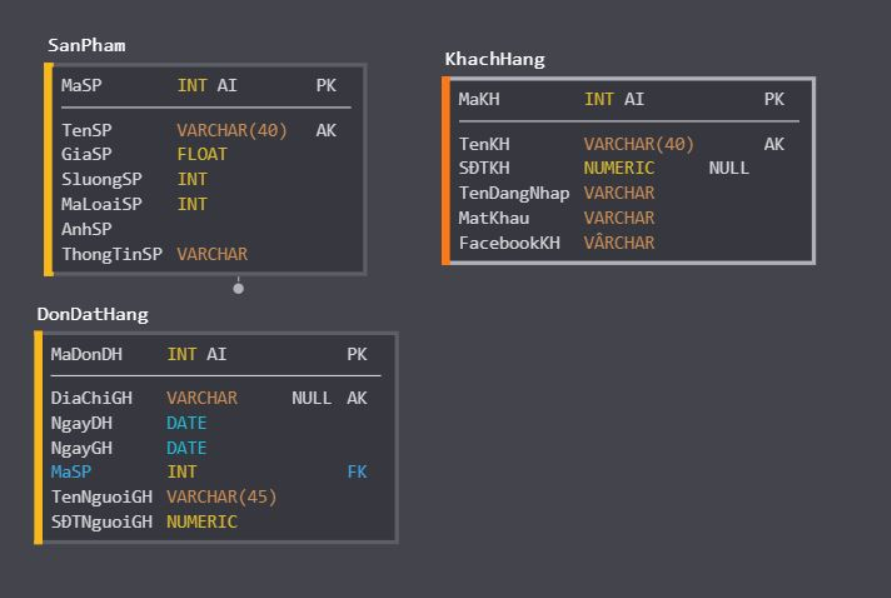 SanPham
MaSP INT AI PK
TenSP VARCHAR(40) AK
GiaSP FLOAT
SluongSP INT
MaLoaiSP INT
AnhSP
ThongTinSP VARCHAR
KhachHang
MaKH INT AI PK
TenKH VARCHAR(40) AK
SĐTKH NUMERIC NULL
TenDangNhap VARCHAR
MatKhau VARCHAR
FacebookKH VÂRCHAR
DonDatHang
MaDonDH INT AI PK
DiaChiGH VARCHAR NULL AK
NgayDH DATE
NgayGH DATE
MaSP INT FK
TenNguoiGH VARCHAR(45)
SĐTNguoiGH NUMERIC